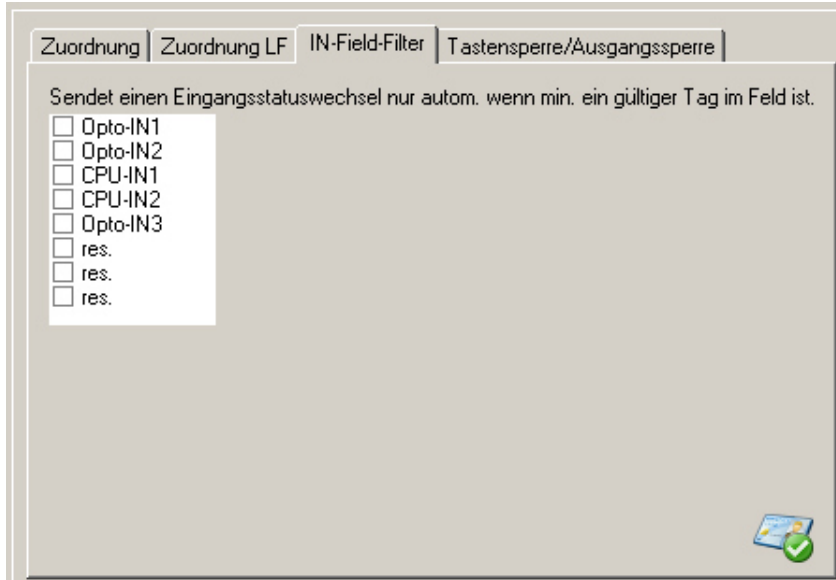 Zuordnung
Zuordnung LF
IN-Field-Filter
Tastensperre/Ausgangssperre
Sendet einen Eingangsstatuswechsel nur autom. wenn min. ein gültiger Tag im Feld ist.
Opto-IN1
Opto-IN2
CPU-IN1
CPU-IN2
Opto-IN3
res.
res.
res.